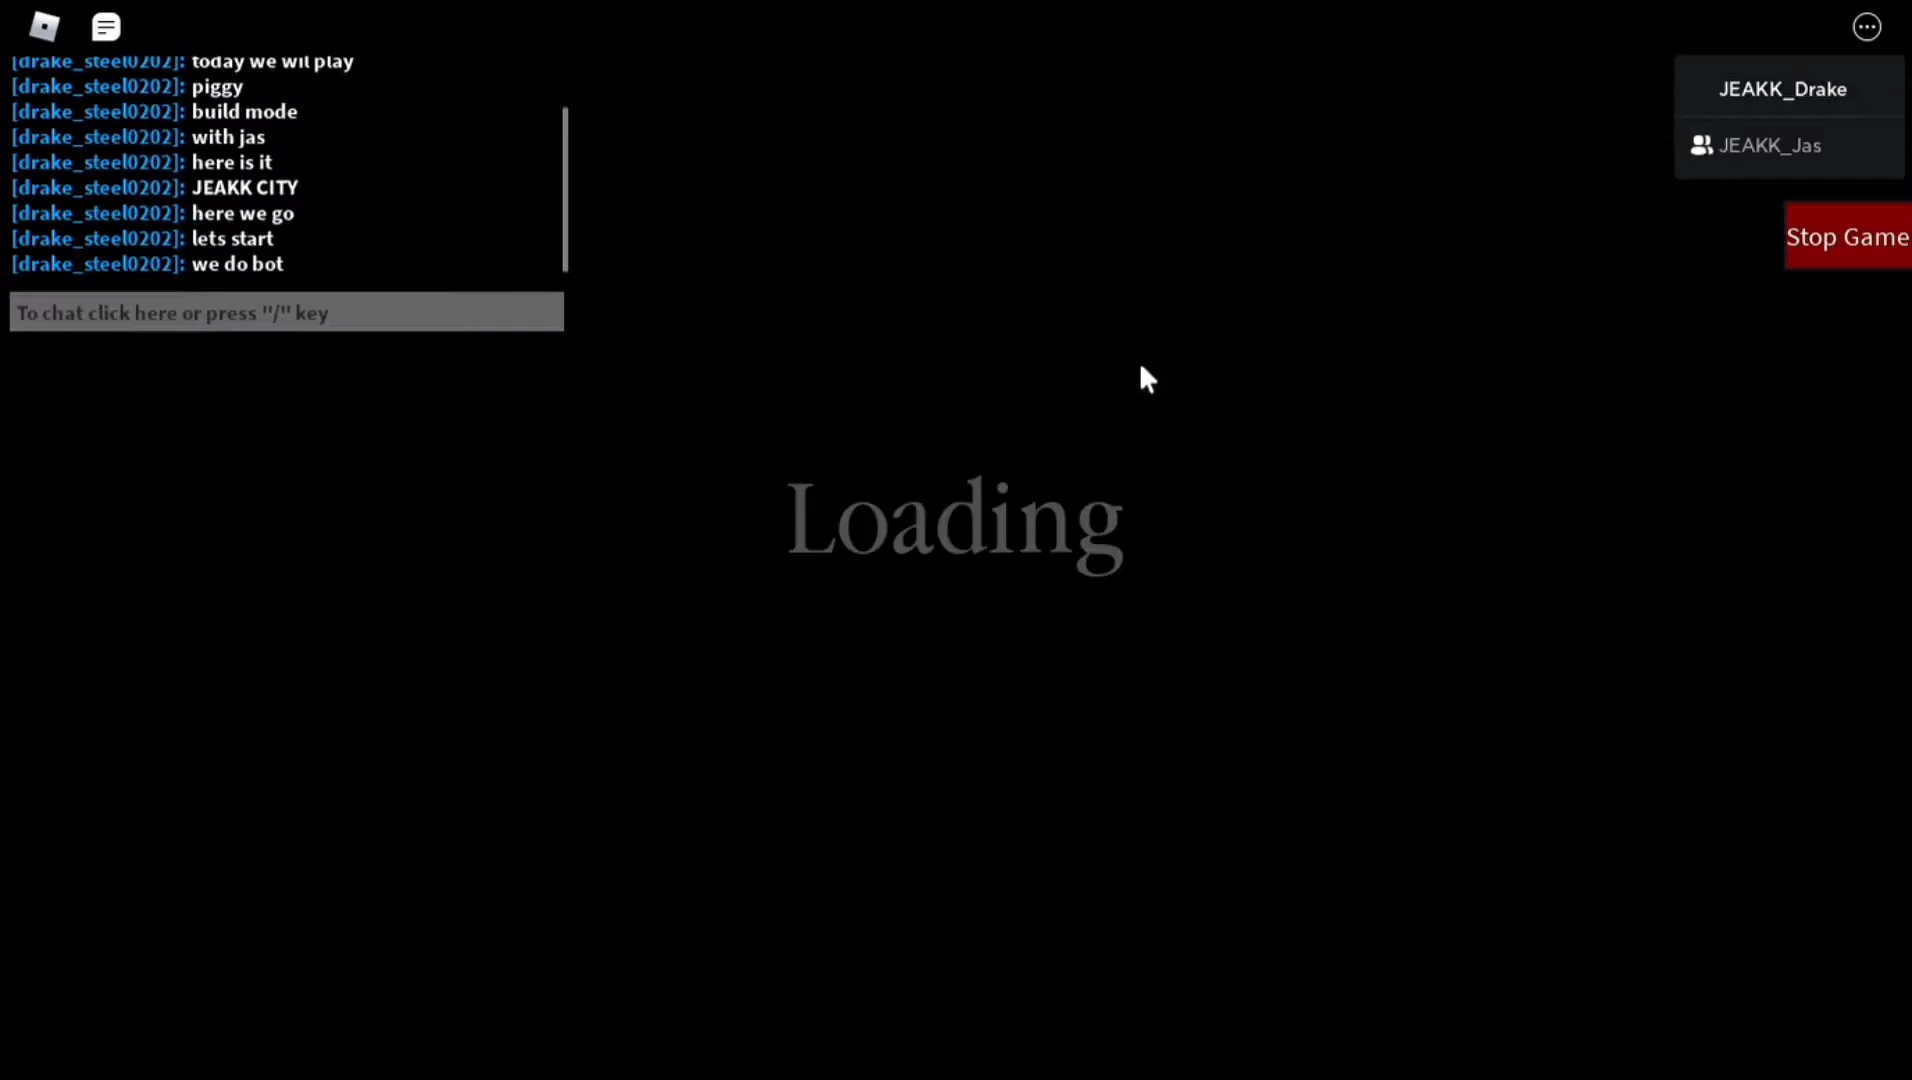 [drake_steel0202]: today we wil play
[drake_steel0202]: piggy
[drake_steel0202]: build mode
[drake_steel0202]: with jas
[drake_steel0202]: here is it
[drake_steel0202]: JEAKK CITY
[drake_steel0202]: here we go
[drake_steel0202]: lets start
[drake_steel0202]: we do bot
To chat click here or press "/" key
JEAKK_Drake
JEAKK_Jas
Stop Game
Loading